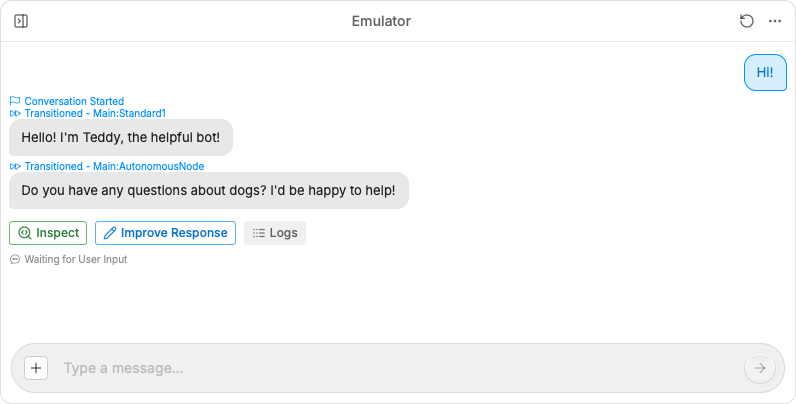 Emulator
HI!
Conversation Started
Transitioned - Main:Standard1
Hello! I'm Teddy, the helpful bot!
Transitioned - Main:AutonomousNode
Do you have any questions about dogs? I'd be happy to help!
Inspect
Improve Response
Logs
Waiting for User Input
Type a message...